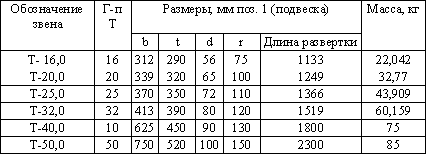 Обозначение звена Г-п Т Размеры, мм поз. 1 (подвеска) Масса, кг
b t d r Длина развертки
Т- 16,0 16 312 290 56 75 1133 22,042
Т-20,0 20 339 320 65 100 1249 32,77
Т-25,0 25 370 350 72 110 1366 43,909
Т-32,0 32 413 390 80 120 1519 60,159
Т-40,0 10 625 450 90 130 1800 75
Т-50,0 50 750 520 100 150 2300 85